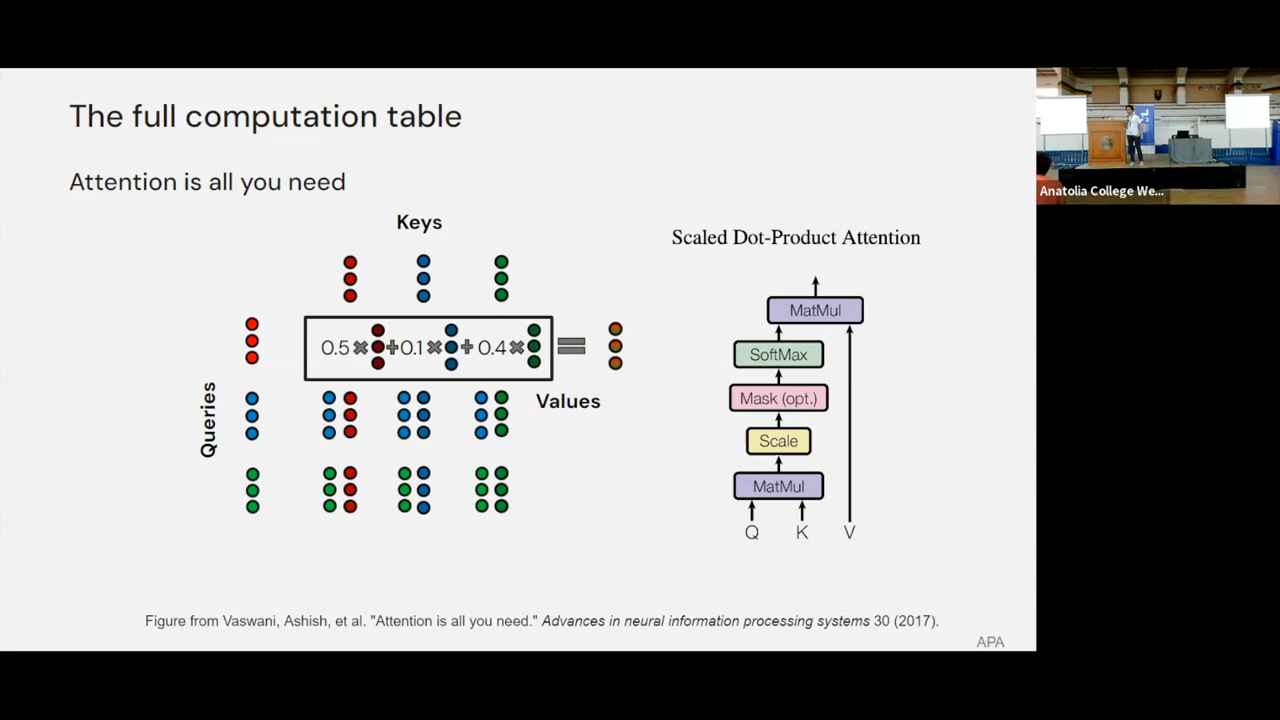 The full computation table
Attention is all you need
Keys
Queries
0.5 × + 0.1 × + 0.4 × =
Values
Scaled Dot-Product Attention
MatMul
SoftMax
Mask (opt.)
Scale
MatMul
Q K V
Figure from Vaswani, Ashish, et al. "Attention is all you need." Advances in neural information processing systems 30 (2017).
APA
Anatolia College We...